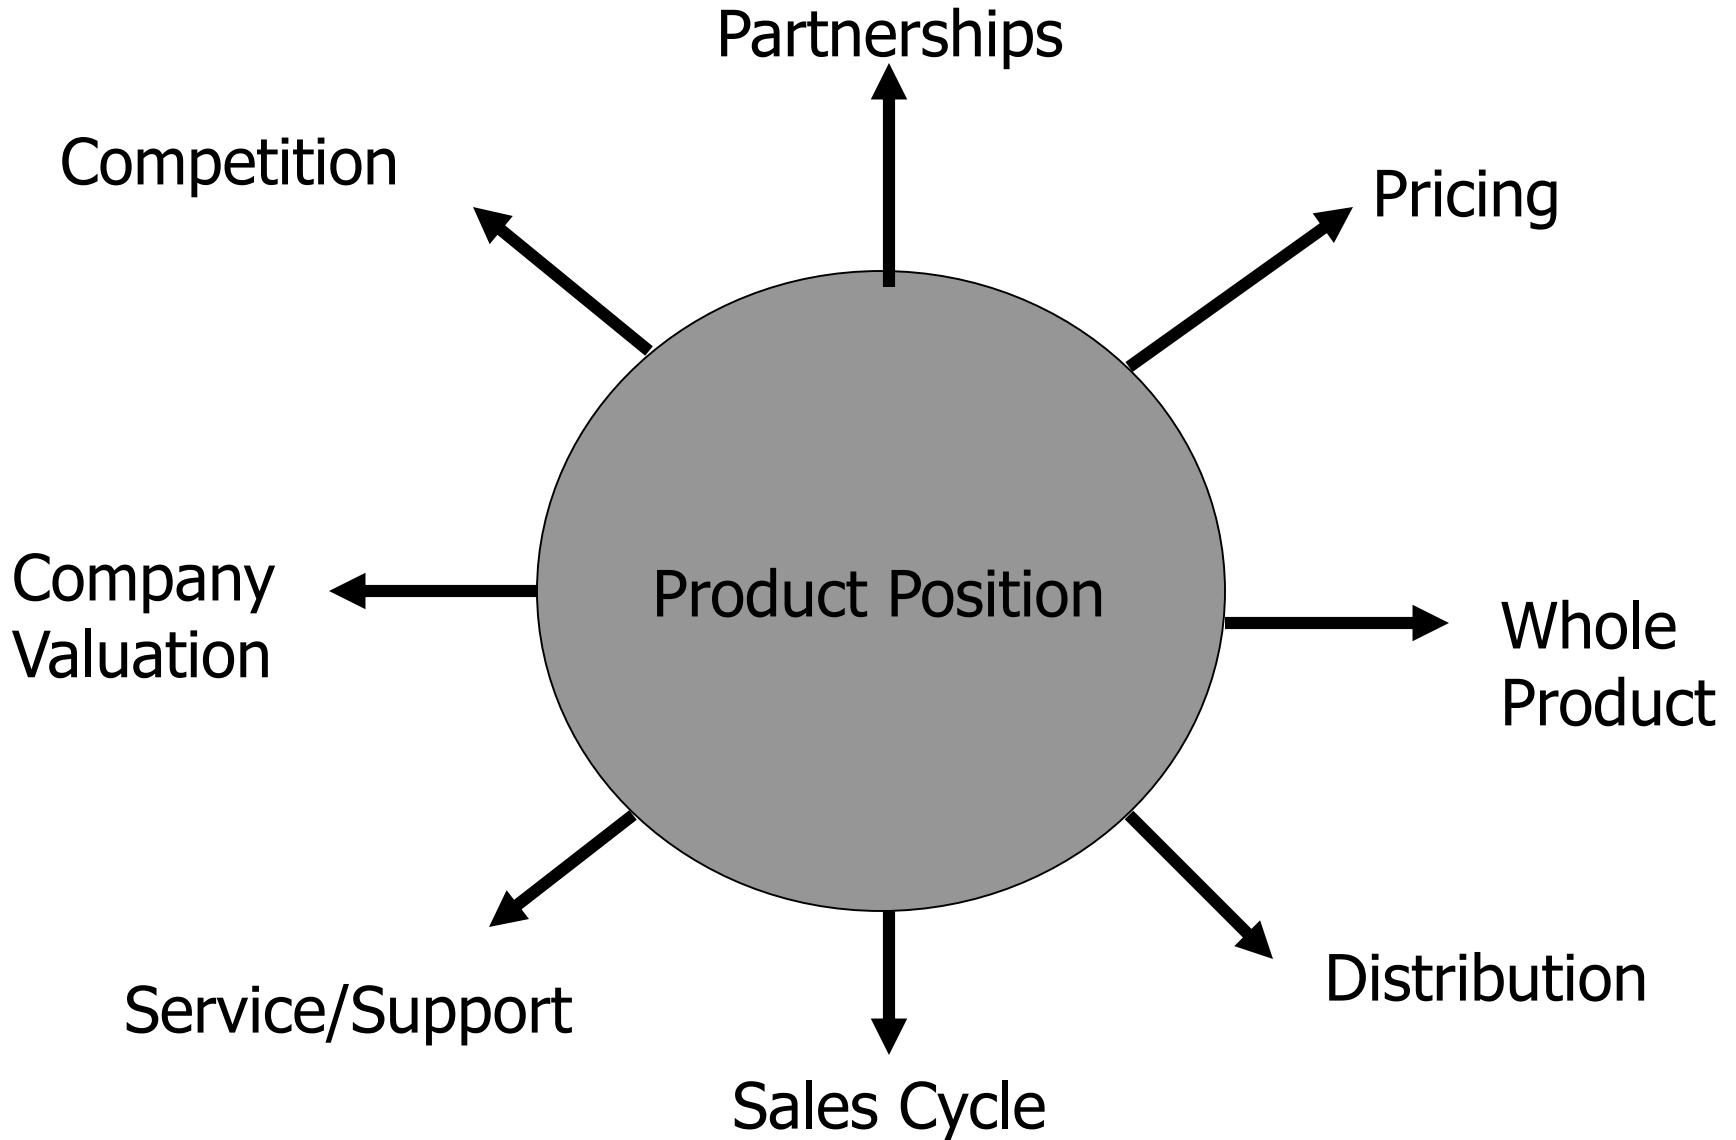 Partnerships
Competition
Pricing
Company
Valuation
Product Position
Whole
Product
Distribution
Service/Support
Sales Cycle